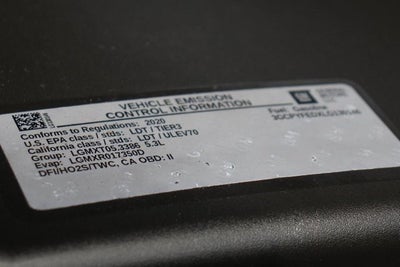 VEHICLE EMISSION
CONTROL INFORMATION
Fuel: Gasoline
Conforms to Regulations: 2020
U.S. EPA class / stds: LDT / TIER3
California class / stds: LDT / ULEV70
Group: LGMXT05.3386 5.3L
Evap: LGMXR017350D
DFI/HO2S/TWC, CA OBD: II